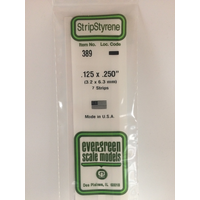 StripStyrene
Item No. Loc. Code
389
.125 x .250"
(3.2 x 6.3 mm)
7 Strips
Made in U.S.A.
evergreen
scale models
Des Plaines, IL 60018